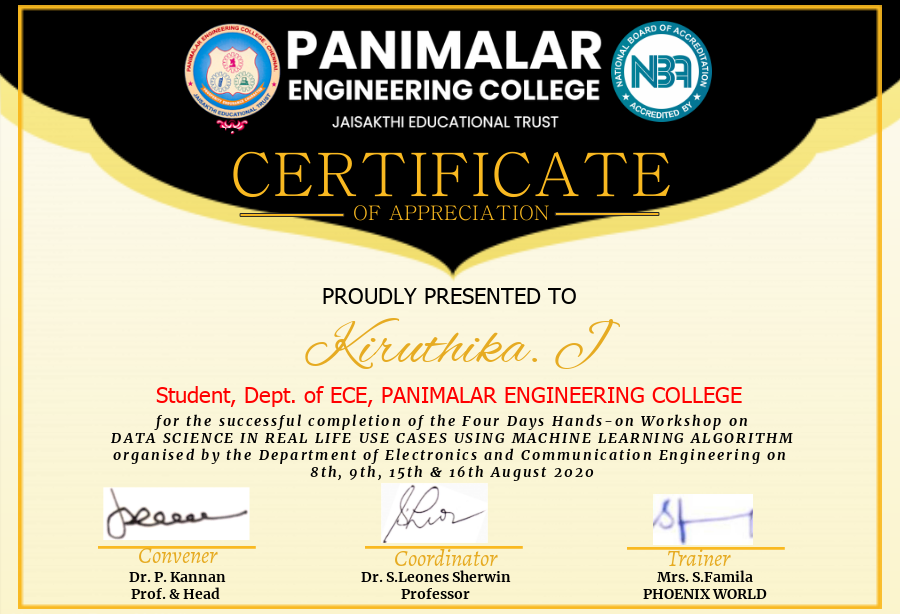 PANIMALAR ENGINEERING COLLEGE, CHENNAI
JAISAKTHI EDUCATIONAL TRUST
PANIMALAR
ENGINEERING COLLEGE
JAISAKTHI EDUCATIONAL TRUST
NATIONAL BOARD OF ACCREDITATION
NBA
ACCREDITED BY
CERTIFICATE
OF APPRECIATION
PROUDLY PRESENTED TO
Kiruthika. J
Student, Dept. of ECE, PANIMALAR ENGINEERING COLLEGE
for the successful completion of the Four Days Hands-on Workshop on
DATA SCIENCE IN REAL LIFE USE CASES USING MACHINE LEARNING ALGORITHM
organised by the Department of Electronics and Communication Engineering on
8th, 9th, 15th & 16th August 2020
Convener Coordinator Trainer
Dr. P. Kannan Dr. S.Leones Sherwin Mrs. S.Famila
Prof. & Head Professor PHOENIX WORLD